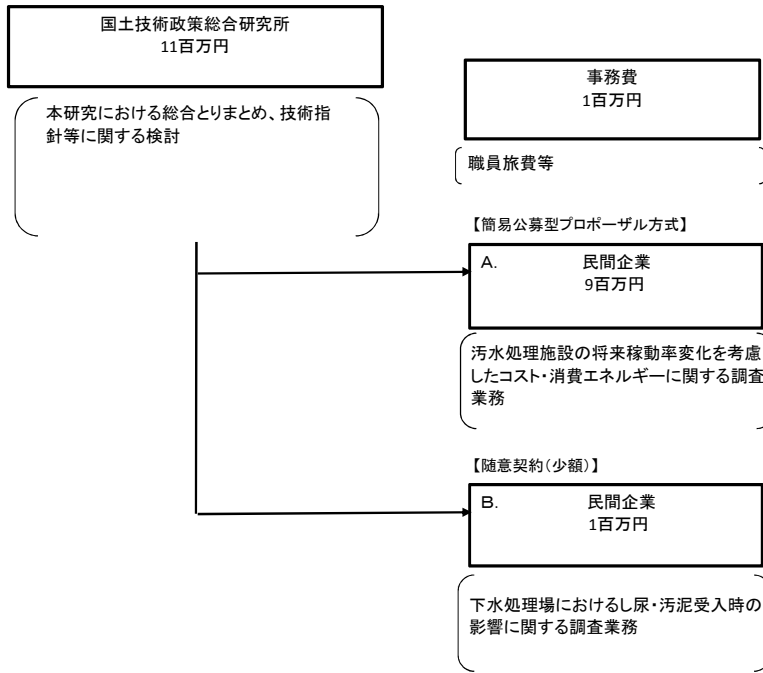 国土技術政策総合研究所
11百万円
本研究における総合とりまとめ、技術指
針等に関する検討
事務費
1百万円
職員旅費等
【簡易公募型プロポーザル方式】
A. 民間企業
9百万円
汚水処理施設の将来稼動率変化を考慮
したコスト・消費エネルギーに関する調査
業務
【随意契約(少額)】
B. 民間企業
1百万円
下水処理場におけるし尿・汚泥受入時の
影響に関する調査業務